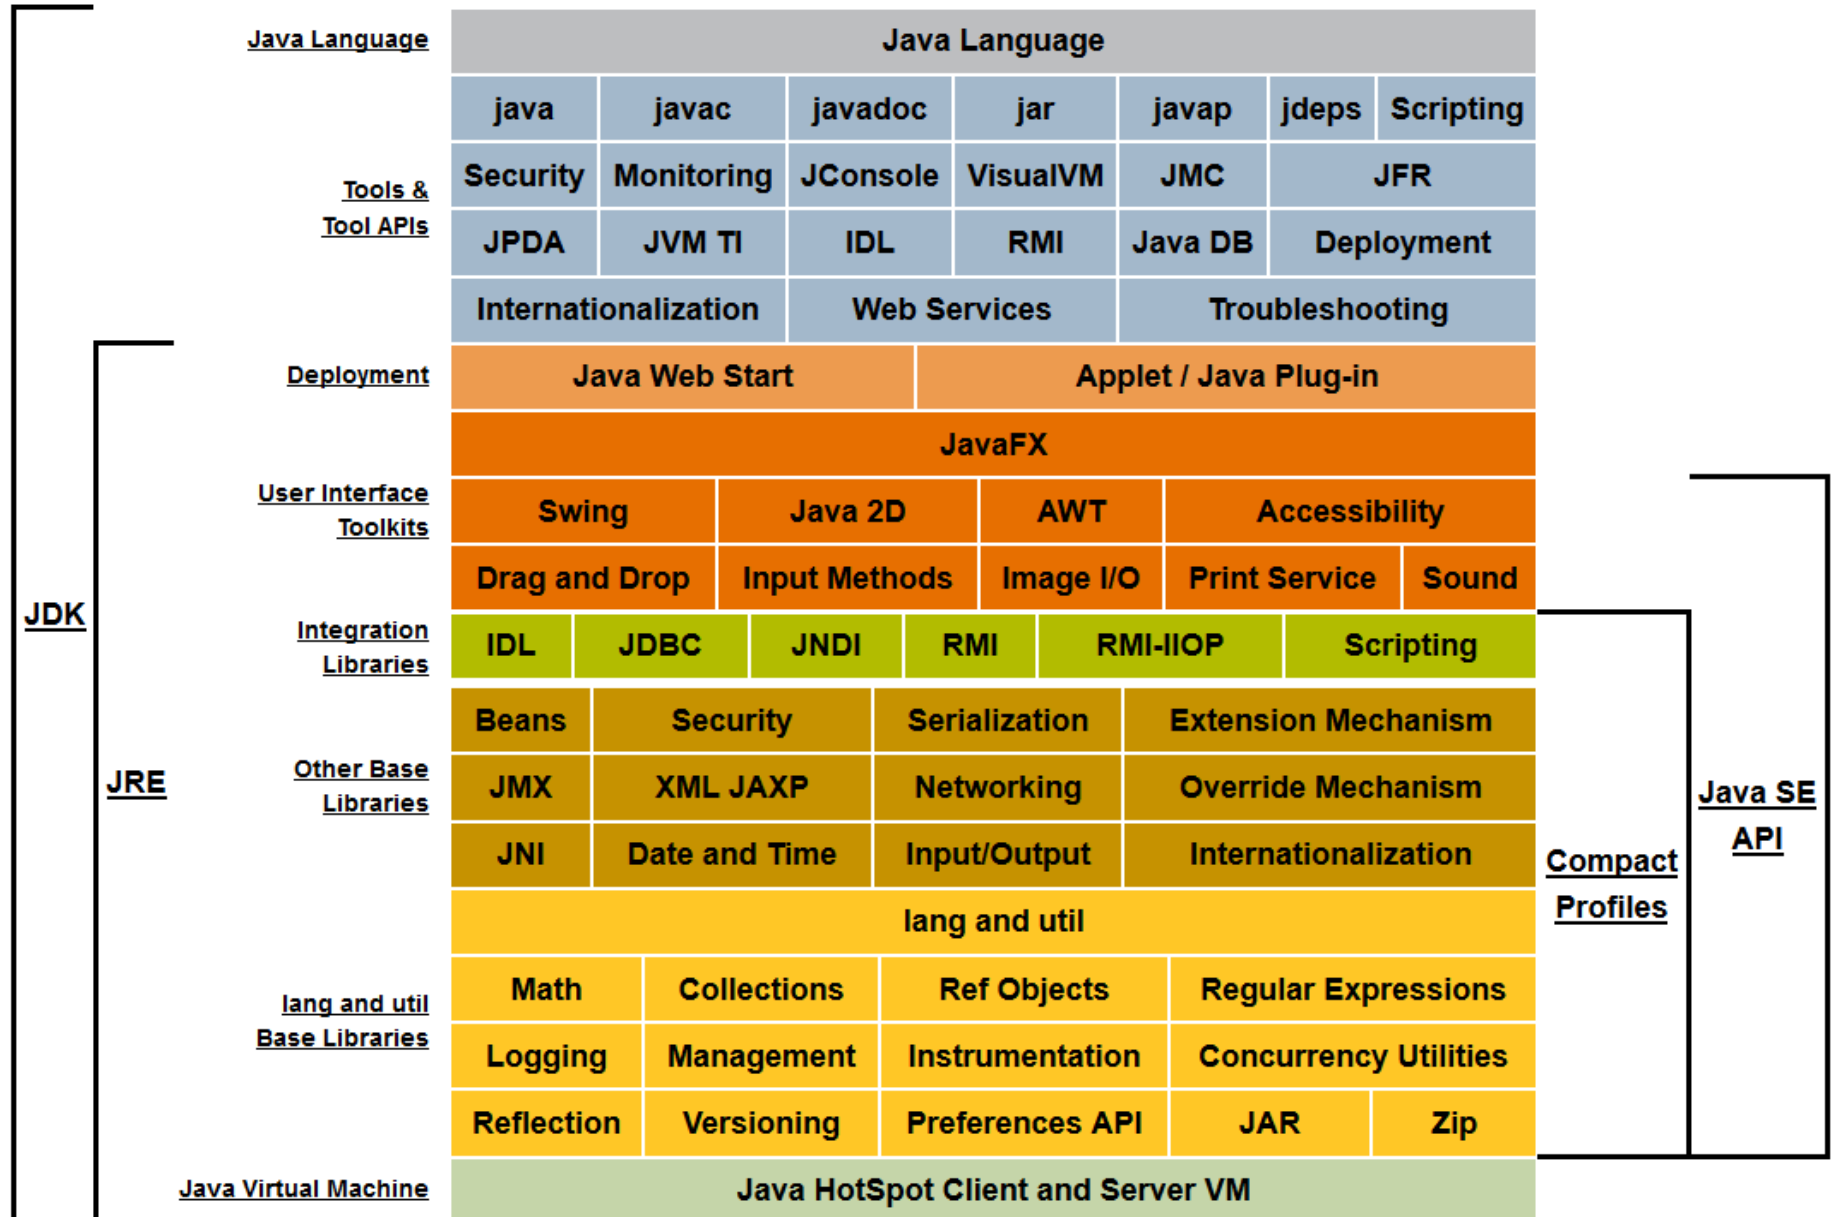 Java Language
Java Language
java javac javadoc jar javap jdeps Scripting
Security Monitoring JConsole VisualVM JMC JFR
Tools &
Tool APIs
JPDA JVM TI IDL RMI Java DB Deployment
Internationalization Web Services Troubleshooting
Deployment
Java Web Start Applet / Java Plug-in
JavaFX
User Interface
Toolkits
Swing Java 2D AWT Accessibility
Drag and Drop Input Methods Image I/O Print Service Sound
JDK
Integration
Libraries
IDL JDBC JNDI RMI RMI-IIOP Scripting
Beans Security Serialization Extension Mechanism
JRE
Other Base
Libraries
JMX XML JAXP Networking Override Mechanism
Java SE
API
JNI Date and Time Input/Output Internationalization
Compact
Profiles
lang and util
lang and util
Base Libraries
Math Collections Ref Objects Regular Expressions
Logging Management Instrumentation Concurrency Utilities
Reflection Versioning Preferences API JAR Zip
Java Virtual Machine
Java HotSpot Client and Server VM